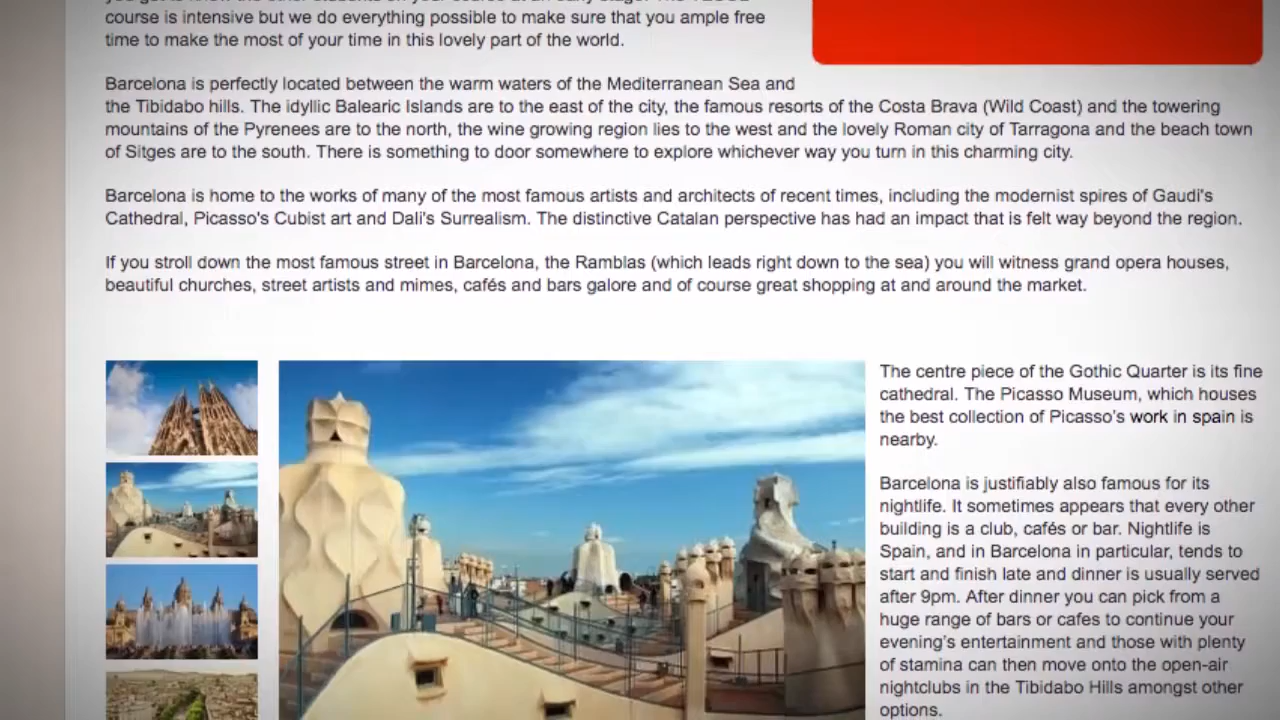 course is intensive but we do everything possible to make sure that you ample free
time to make the most of your time in this lovely part of the world.
Barcelona is perfectly located between the warm waters of the Mediterranean Sea and
the Tibidabo hills. The idyllic Balearic Islands are to the east of the city, the famous resorts of the Costa Brava (Wild Coast) and the towering
mountains of the Pyrenees are to the north, the wine growing region lies to the west and the lovely Roman city of Tarragona and the beach town
of Sitges are to the south. There is something to door somewhere to explore whichever way you turn in this charming city.
Barcelona is home to the works of many of the most famous artists and architects of recent times, including the modernist spires of Gaudi's
Cathedral, Picasso's Cubist art and Dali's Surrealism. The distinctive Catalan perspective has had an impact that is felt way beyond the region.
If you stroll down the most famous street in Barcelona, the Ramblas (which leads right down to the sea) you will witness grand opera houses,
beautiful churches, street artists and mimes, cafés and bars galore and of course great shopping at and around the market.
The centre piece of the Gothic Quarter is its fine
cathedral. The Picasso Museum, which houses
the best collection of Picasso's work in spain is
nearby.
Barcelona is justifiably also famous for its
nightlife. It sometimes appears that every other
building is a club, cafés or bar. Nightlife is
Spain, and in Barcelona in particular, tends to
start and finish late and dinner is usually served
after 9pm. After dinner you can pick from a
huge range of bars or cafes to continue your
evening's entertainment and those with plenty
of stamina can then move onto the open-air
nightclubs in the Tibidabo Hills amongst other
options.